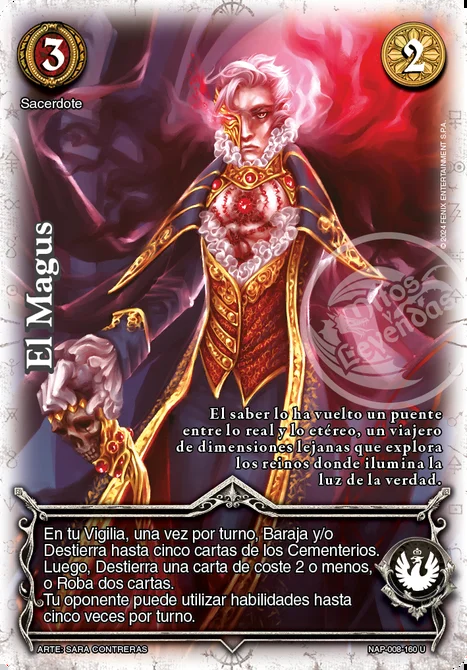 3
2
Sacerdote
El Magus
© 2024 FENIX ENTERTAINMENT S.P.A.
Mitos
y
Leyendas
El saber lo ha vuelto un puente
entre lo real y lo etéreo, un viajero
de dimensiones lejanas que explora
los reinos donde ilumina la
luz de la verdad.
En tu Vigilia, una vez por turno, Baraja y/o
Destierra hasta cinco cartas de los Cementerios.
Luego, Destierra una carta de coste 2 o menos,
o Roba dos cartas.
Tu oponente puede utilizar habilidades hasta
cinco veces por turno.
ARTE: SARA CONTRERAS
NAP-008-160 U